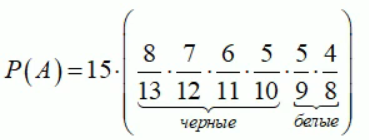 P(A) = 15 · ( 8/13 · 7/12 · 6/11 · 5/10 · 5/9 · 4/8 )
черные белые